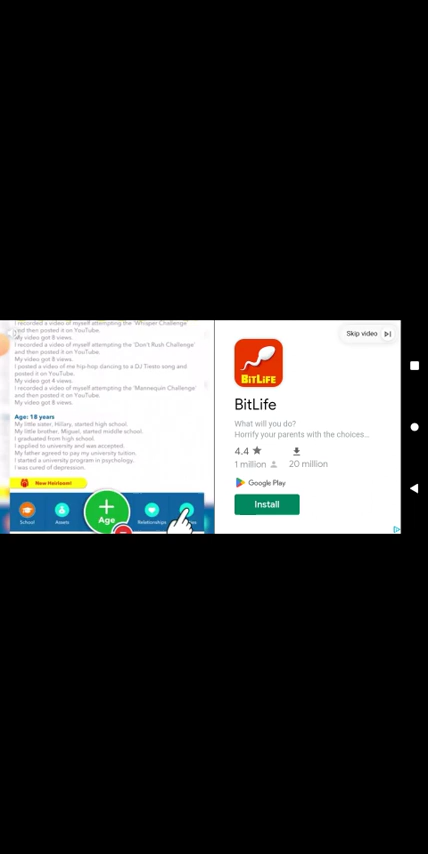 I recorded a video of myself attempting the 'Whisper Challenge'
and then posted it on YouTube.
My video got 8 views.
I recorded a video of myself attempting the 'Don't Rush Challenge'
and then posted it on YouTube.
My video got 8 views.
I posted a video of me hip-hop dancing to a DJ Tiesto song and
posted it on YouTube.
My video got 4 views.
I recorded a video of myself attempting the 'Mannequin Challenge'
and then posted it on YouTube.
My video got 8 views.
Age: 18 years
My little sister, Hillary, started high school.
My little brother, Miguel, started middle school.
I graduated from high school.
I applied to university and was accepted.
My father agreed to pay my university tuition.
I started a university program in psychology.
I was cured of depression.
New Heirloom!
School
Assets
Age
Relationships
Skip video
BITLIFE
BitLife
What will you do?
Horrify your parents with the choices...
4.4
1 million
20 million
Google Play
Install